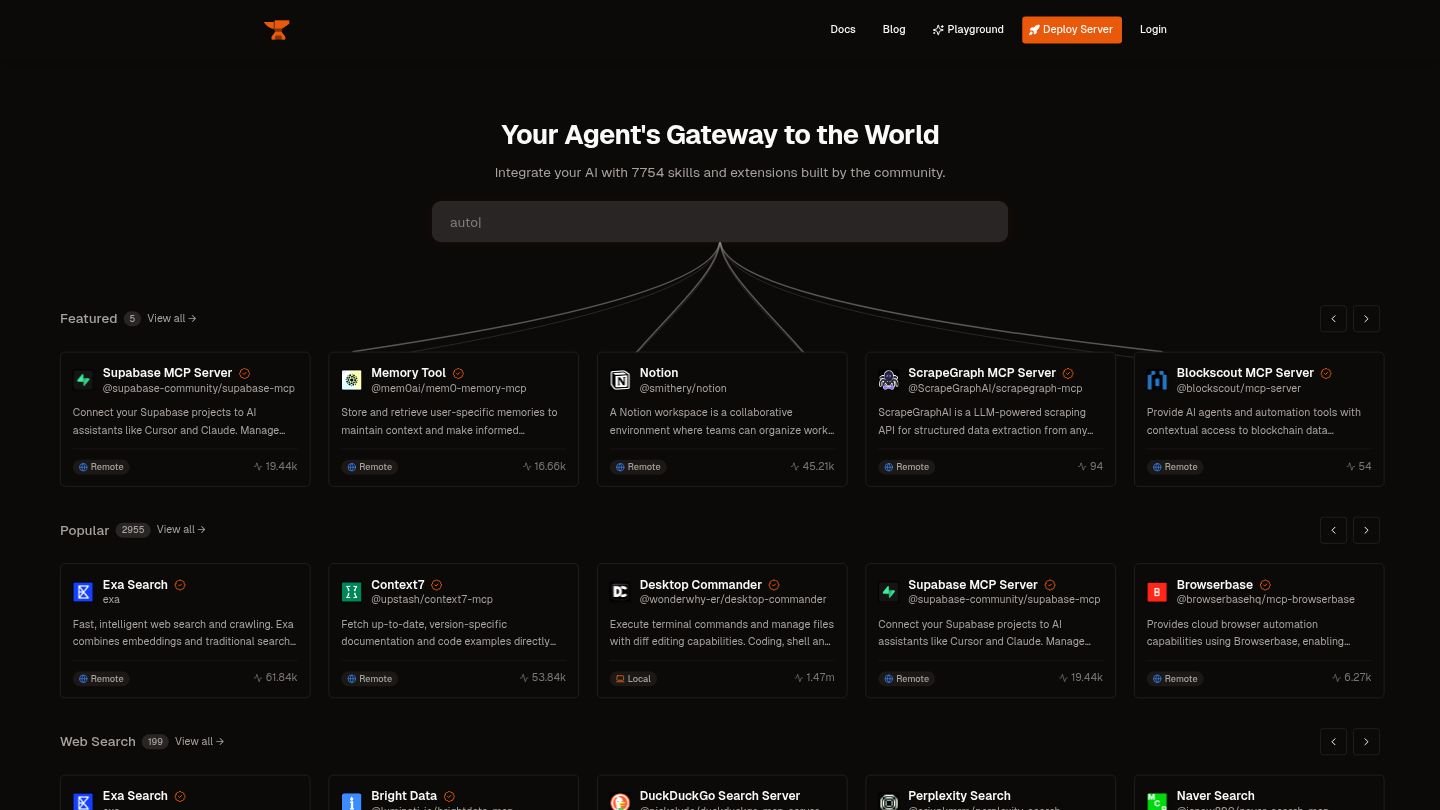 Docs
Blog
Playground
Deploy Server
Login
Your Agent's Gateway to the World
Integrate your AI with 7754 skills and extensions built by the community.
auto|
Featured 5 View all →
Supabase MCP Server
@supabase-community/supabase-mcp
Connect your Supabase projects to AI
assistants like Cursor and Claude. Manage…
Remote 19.44k
Memory Tool
@mem0ai/mem0-memory-mcp
Store and retrieve user-specific memories to
maintain context and make informed…
Remote 16.66k
Notion
@smithery/notion
A Notion workspace is a collaborative
environment where teams can organize work…
Remote 45.21k
ScrapeGraph MCP Server
@ScrapeGraphAI/scrapegraph-mcp
ScrapeGraphAI is a LLM-powered scraping
API for structured data extraction from any…
Remote 94
Blockscout MCP Server
@blockscout/mcp-server
Provide AI agents and automation tools with
contextual access to blockchain data…
Remote 54
Popular 2955 View all →
Exa Search
exa
Fast, intelligent web search and crawling. Exa
combines embeddings and traditional search…
Remote 61.84k
Context7
@upstash/context7-mcp
Fetch up-to-date, version-specific
documentation and code examples directly…
Remote 53.84k
DC
Desktop Commander
@wonderwhy-er/desktop-commander
Execute terminal commands and manage files
with diff editing capabilities. Coding, shell an…
Local 1.47m
Supabase MCP Server
@supabase-community/supabase-mcp
Connect your Supabase projects to AI
assistants like Cursor and Claude. Manage…
Remote 19.44k
B
Browserbase
@browserbasehq/mcp-browserbase
Provides cloud browser automation
capabilities using Browserbase, enabling…
Remote 6.27k
Web Search 199 View all →
Exa Search
Bright Data
DuckDuckGo Search Server
Perplexity Search
Naver Search